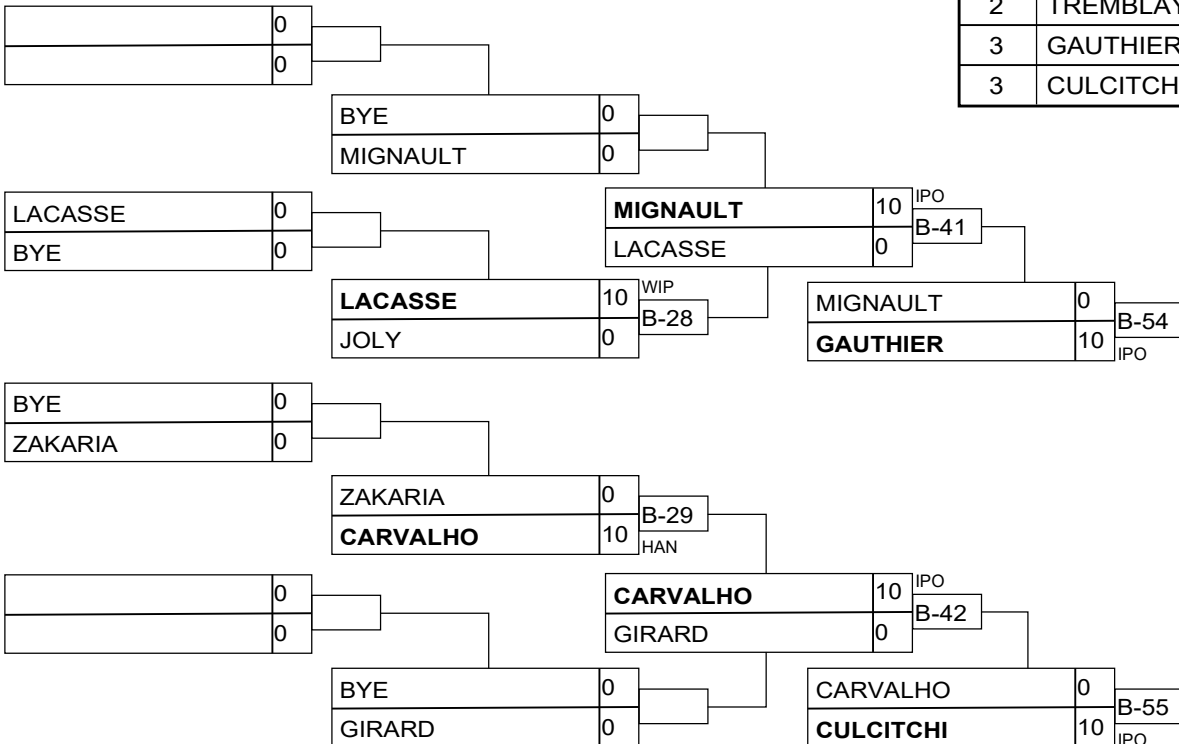 0
0
2 TREMBLAY
3 GAUTHIER
3 CULCITCHI
BYE 0
MIGNAULT 0
LACASSE 0
BYE 0
MIGNAULT 10 IPO
LACASSE 0 B-41
LACASSE 10 WIP
JOLY 0 B-28
MIGNAULT 0
GAUTHIER 10 B-54
IPO
BYE 0
ZAKARIA 0
ZAKARIA 0 B-29
CARVALHO 10 HAN
0
0
CARVALHO 10 IPO
GIRARD 0 B-42
BYE 0
GIRARD 0
CARVALHO 0 B-55
CULCITCHI 10 IPO